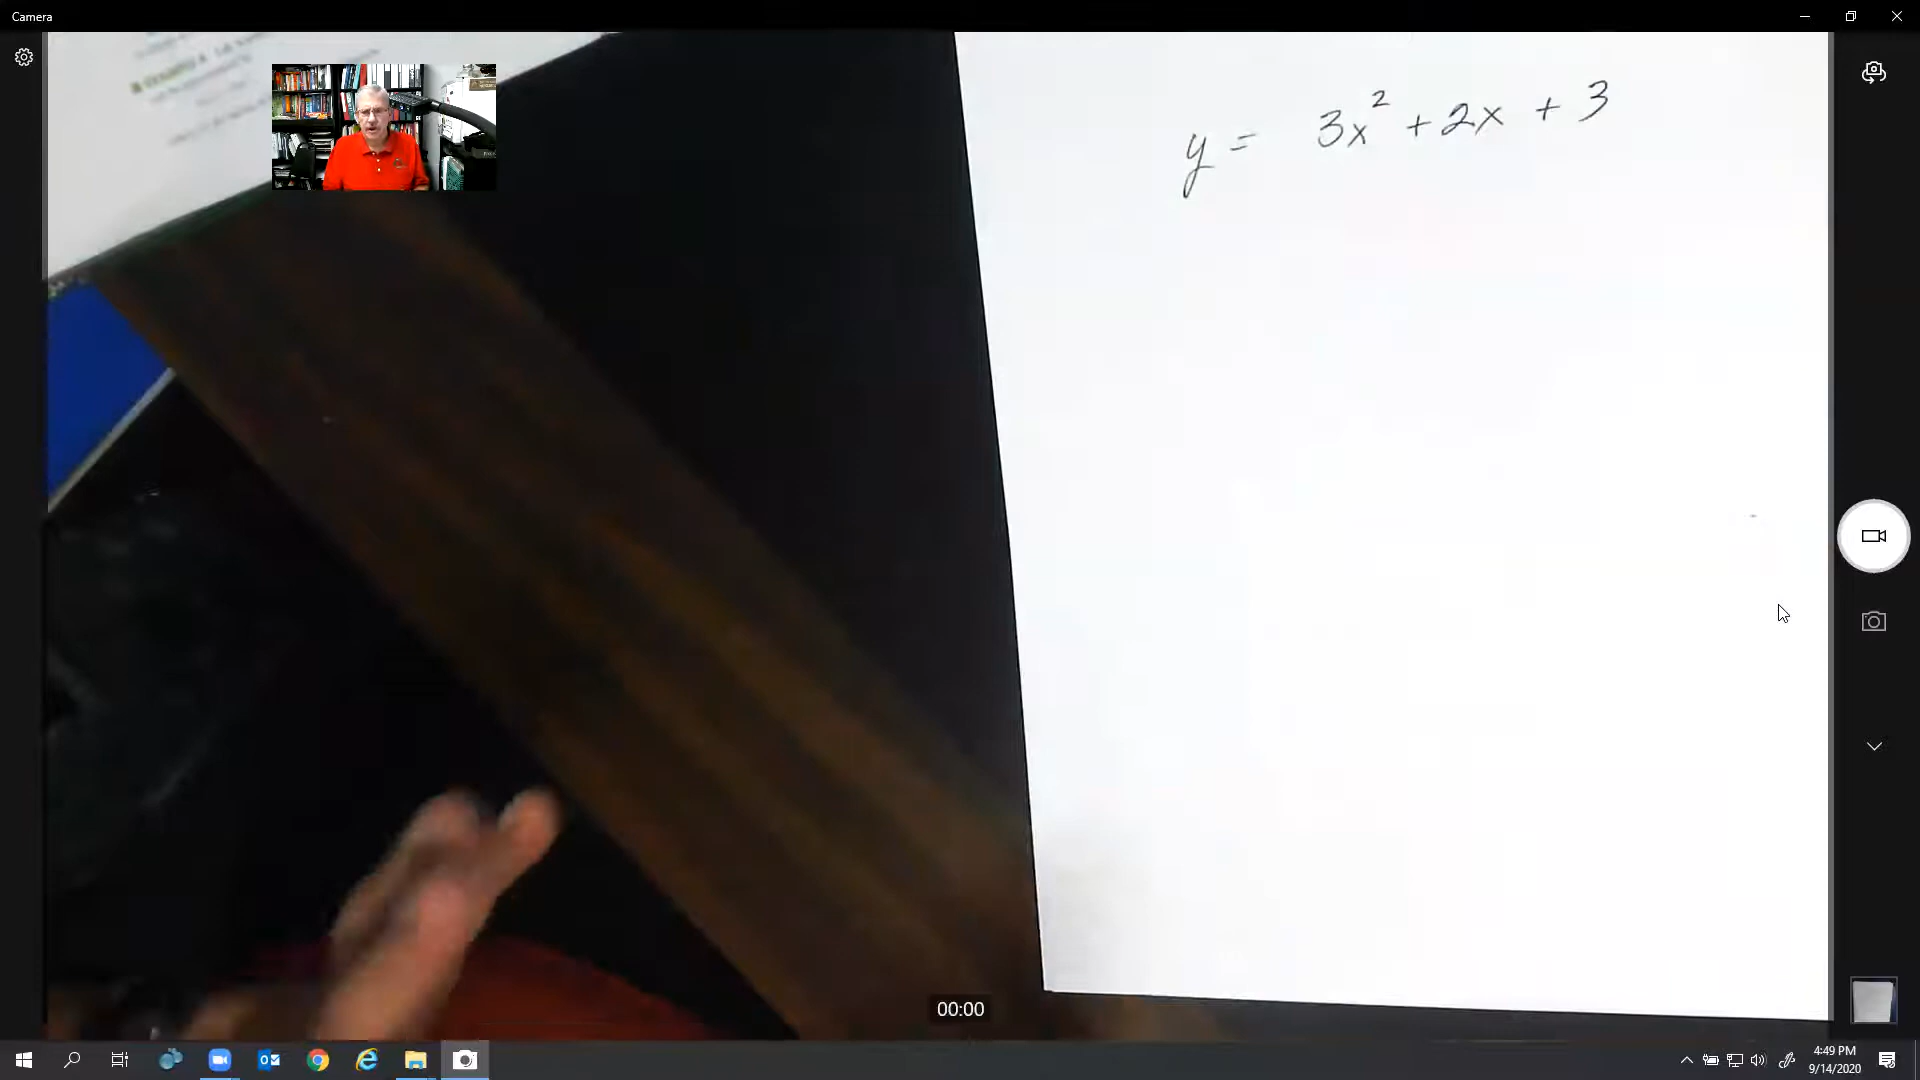 Camera
y = 3x² + 2x + 3
00:00
4:49 PM
9/14/2020